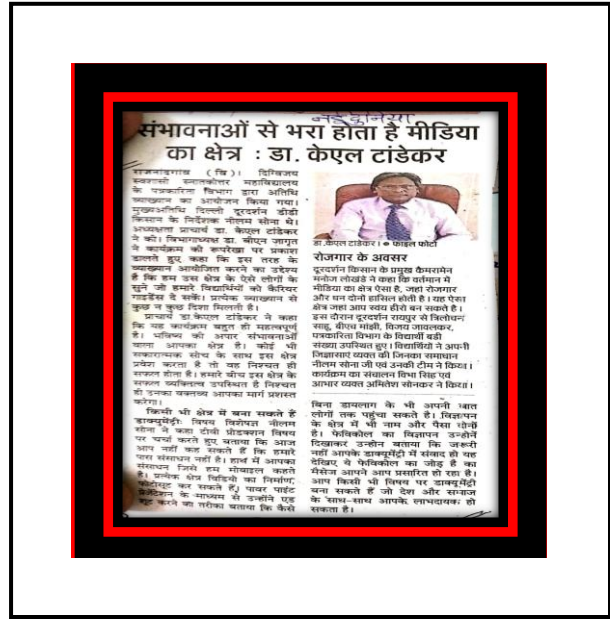 नईदुनिया
संभावनाओं से भरा होता है मीडिया
का क्षेत्र : डा. केएल टांडेकर
राजनांदगांव (वि)। दिग्विजय
स्वशासी स्नातकोत्तर महाविद्यालय
के पत्रकारिता विभाग द्वारा अतिथि
व्याख्यान का आयोजन किया गया।
मुख्यअतिथि दिल्ली दूरदर्शन डीडी
किसान के निर्देशक नीलम सोना थे।
अध्यक्षता प्राचार्य डा. केएल टांडेकर
ने की। विभागाध्यक्ष डा. बीएन जागृत
ने कार्यक्रम की रूपरेखा पर प्रकाश
डालते हुए कहा कि इस तरह के
व्याख्यान आयोजित करने का उद्देश्य
है कि हम उस क्षेत्र के ऐसे लोगों के
सुने जो हमारे विद्यार्थियों को कैरियर
गाइडेंस दे सकें। प्रत्येक व्याख्यान से
कुछ न कुछ दिशा मिलती है।
प्राचार्य डा.केएल टांडेकर ने कहा
कि यह कार्यक्रम बहुत ही महत्वपूर्ण
है। भविष्य की अपार संभावनाओं
वाला आपका क्षेत्र है। कोई भी
सकारात्मक सोच के साथ इस क्षेत्र
प्रवेश करता है तो वह निश्चत ही
सफल होता है। हमारे बीच इस क्षेत्र के
सफल व्यक्तित्व उपस्थित है निश्चत
ही उनका वक्तव्य आपका मार्ग प्रशस्त
करेगा।
किसी भी क्षेत्र में बना सकते हैं
डाक्यूमेंट्री: विषय विशेषज्ञ नीलम
सोना ने कहा टीवी प्रोडक्शन विषय
पर चर्चा करते हुए बताया कि आज
आप नहीं कह सकते हैं कि हमारे
पास संसाधन नहीं है। हाथ में आपका
संसाधन जिसे हम मोबाइल कहते
है। प्रत्येक क्षेत्र विडियो का निर्माण,
फोटोसूट कर सकते हैं। पावर पाइंट
प्रेजेंटेशन के माध्यम से उन्होंने एड
सूट करने का तरीका बताया कि कैसे
डा.केएल टांडेकर। ● फाइल फोटो
रोजगार के अवसर
दूरदर्शन किसान के प्रमुख कैमरामेन
मनोज लोखंडे ने कहा कि वर्तमान में
मीडिया का क्षेत्र ऐसा है, जहां रोजगार
और धन दोनों हासिल होती है। यह ऐसा
क्षेत्र जहां आप स्वय हीरो बन सकते है।
इस दौरान दूरदर्शन रायपुर से त्रिलोचन
साहू, बीएच मांझी, विजय जावलकर,
पत्रकारिता विभाग के विद्यार्थी बडी
संख्या उपस्थित हुए। विद्यार्थियों ने अपनी
जिज्ञासाएं व्यक्त की जिनका समाधान
नीलम सोना जी एवं उनकी टीम ने किया।
कार्यक्रम का संचालन विभा सिंह एवं
आभार व्यक्त अमितेश सोनकर ने किया।
बिना डायलाग के भी अपनी बात
लोगों तक पहुंचा सकते है। विज्ञापन
के क्षेत्र में भी नाम और पैसा दोनों
है। फेविकोल का विज्ञापन उन्होंने
दिखाकर उन्होन बताया कि जरूरी
नहीं आपके डाक्यूमेंट्री में संवाद हो यह
देखिए ये फेविकोल का जोड़ है का
मैसेज आपने आप प्रसारित हो रहा है।
आप किसी भी विषय पर डाक्यूमेंट्री
बना सकते हैं जो देश और समाज
के साथ-साथ आपके लाभदायक हो
सकता है।